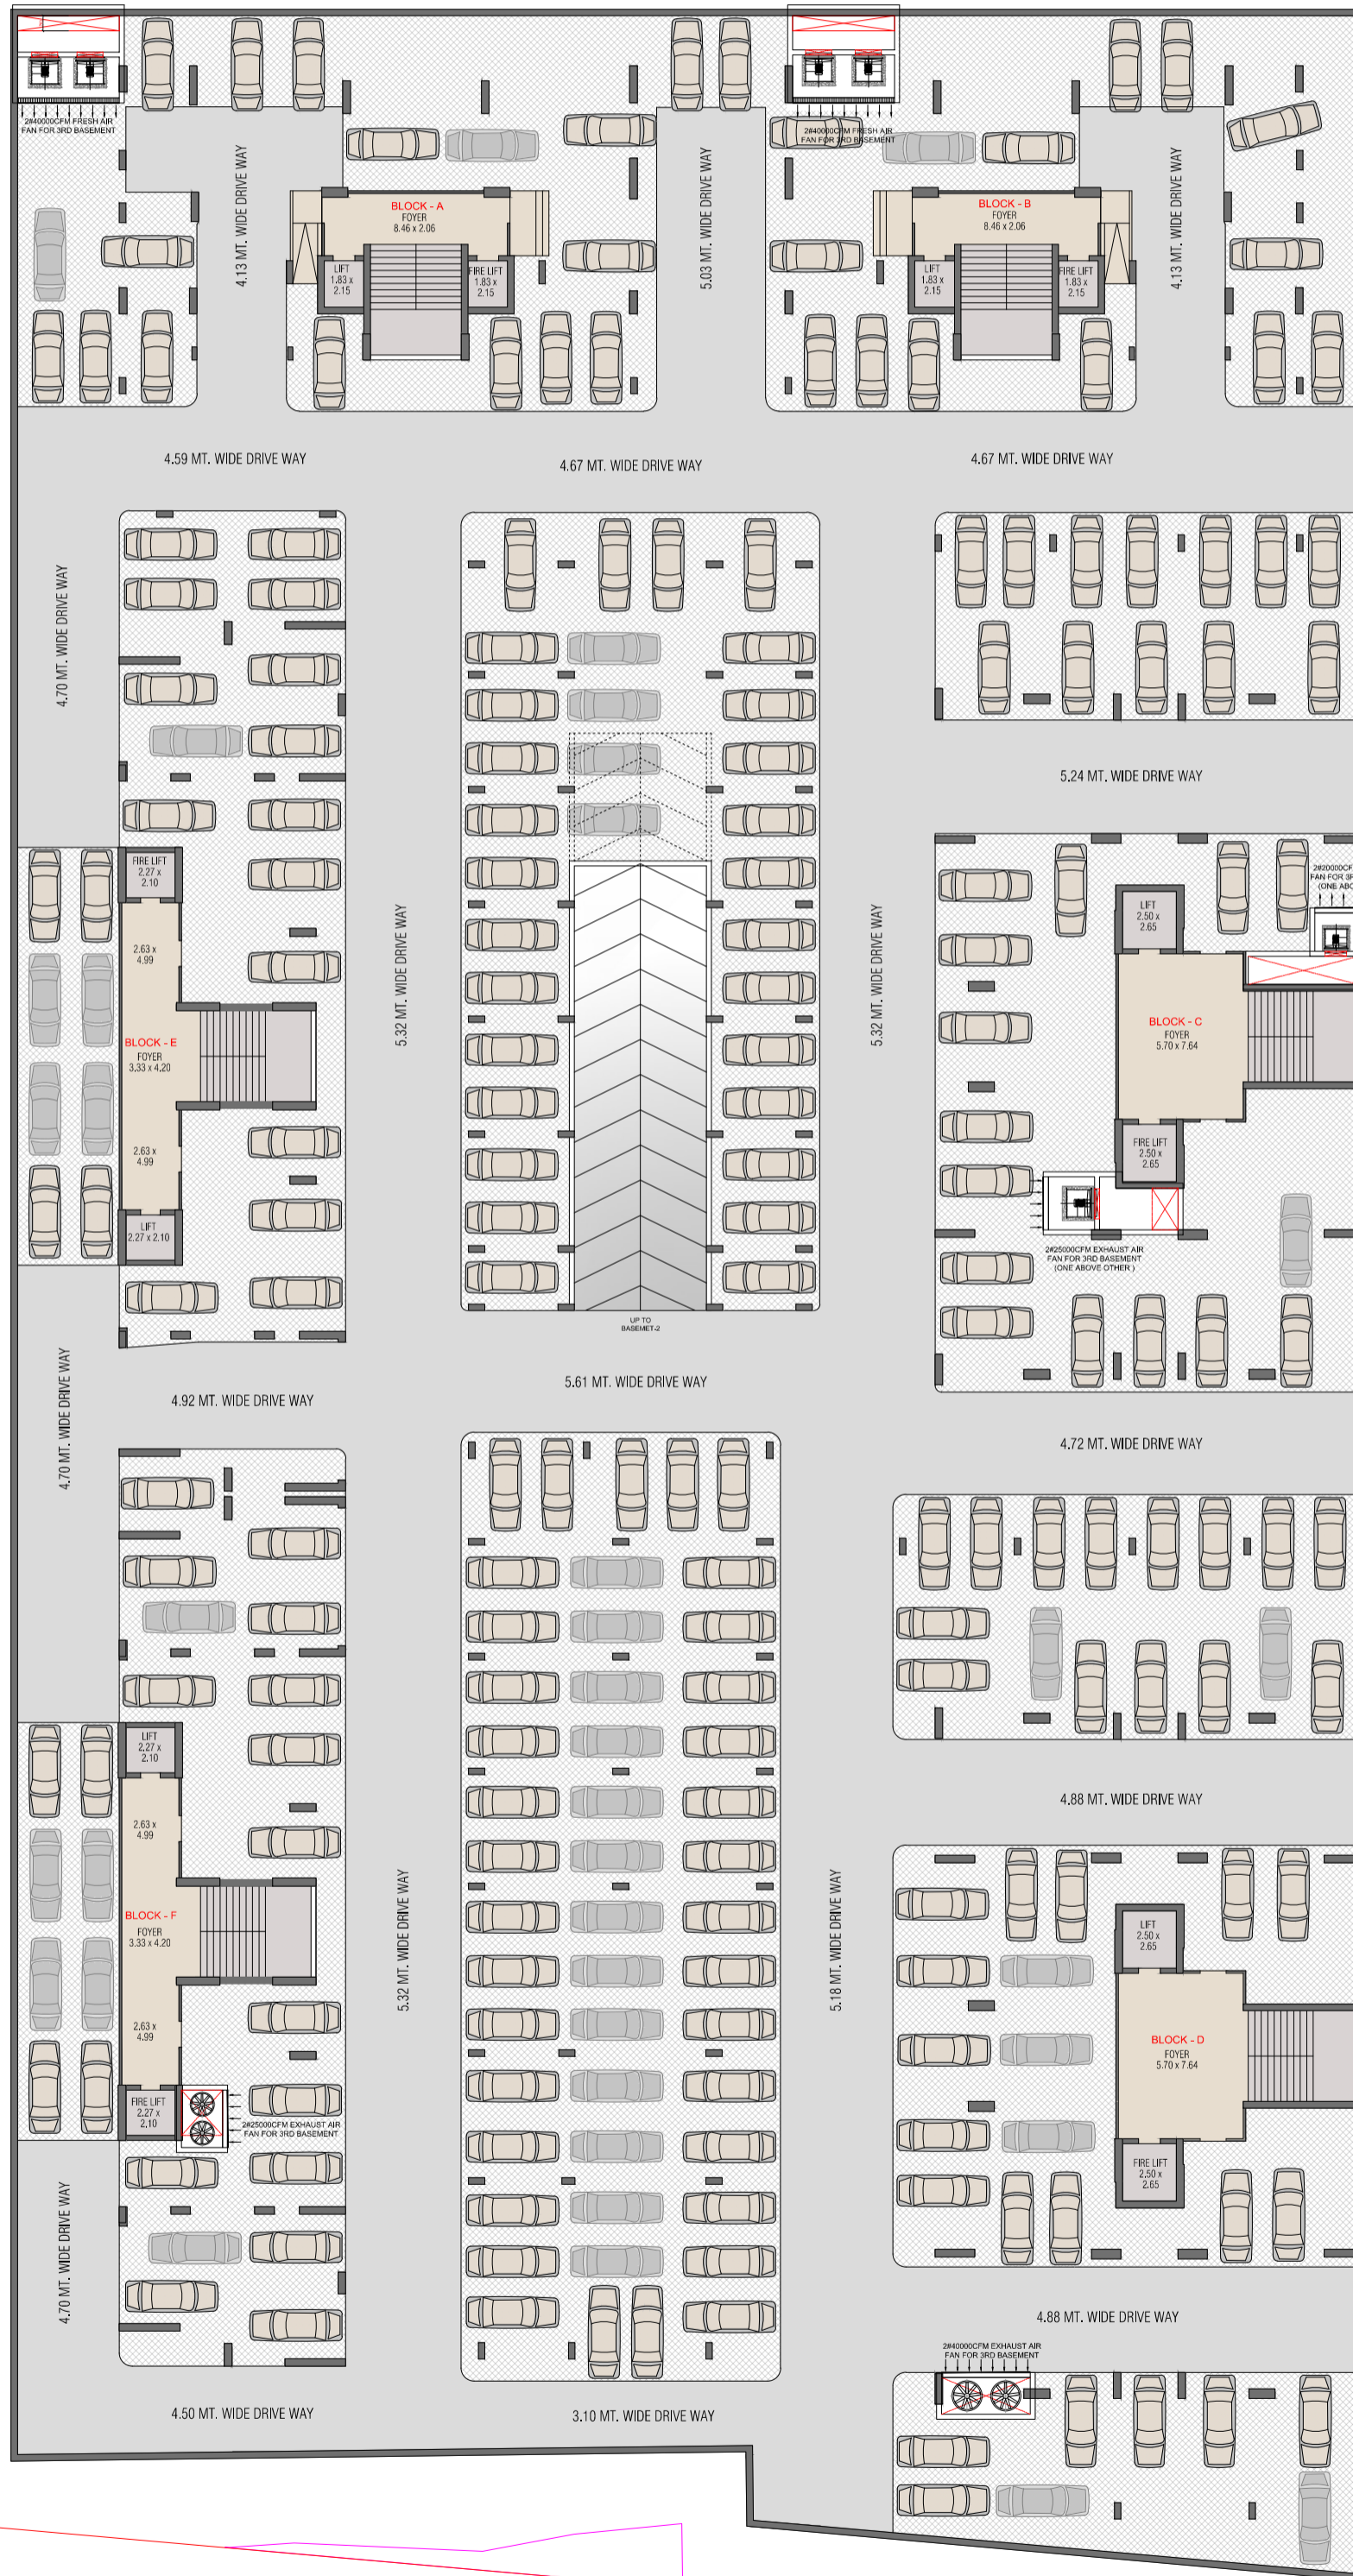 2#40000CFM FRESH AIR
FAN FOR 3RD BASEMENT
2#40000CFM FRESH AIR
FAN FOR 3RD BASEMENT
4.13 MT. WIDE DRIVE WAY
BLOCK - A
FOYER
8.46 x 2.06
LIFT
1.83 x
2.15
FIRE LIFT
1.83 x
2.15
5.03 MT. WIDE DRIVE WAY
BLOCK - B
FOYER
8.46 x 2.06
LIFT
1.83 x
2.15
FIRE LIFT
1.83 x
2.15
4.13 MT. WIDE DRIVE WAY
4.59 MT. WIDE DRIVE WAY
4.67 MT. WIDE DRIVE WAY
4.67 MT. WIDE DRIVE WAY
4.70 MT. WIDE DRIVE WAY
5.24 MT. WIDE DRIVE WAY
FIRE LIFT
2.27 x
2.10
2.63 x
4.99
BLOCK - E
FOYER
3.33 x 4.20
2.63 x
4.99
LIFT
2.27 x 2.10
5.32 MT. WIDE DRIVE WAY
5.32 MT. WIDE DRIVE WAY
2#20000CF
FAN FOR 3R
(ONE ABO
LIFT
2.50 x
2.65
BLOCK - C
FOYER
5.70 x 7.64
FIRE LIFT
2.50 x
2.65
2#25000CFM EXHAUST AIR
FAN FOR 3RD BASEMENT
(ONE ABOVE OTHER )
UP TO
BASEMET-2
4.70 MT. WIDE DRIVE WAY
4.92 MT. WIDE DRIVE WAY
5.61 MT. WIDE DRIVE WAY
4.72 MT. WIDE DRIVE WAY
LIFT
2.27 x
2.10
2.63 x
4.99
BLOCK - F
FOYER
3.33 x 4.20
2.63 x
4.99
FIRE LIFT
2.27 x
2.10
2#25000CFM EXHAUST AIR
FAN FOR 3RD BASEMENT
5.32 MT. WIDE DRIVE WAY
5.18 MT. WIDE DRIVE WAY
4.88 MT. WIDE DRIVE WAY
LIFT
2.50 x
2.65
BLOCK - D
FOYER
5.70 x 7.64
FIRE LIFT
2.50 x
2.65
4.70 MT. WIDE DRIVE WAY
4.88 MT. WIDE DRIVE WAY
2#40000CFM EXHAUST AIR
FAN FOR 3RD BASEMENT
4.50 MT. WIDE DRIVE WAY
3.10 MT. WIDE DRIVE WAY